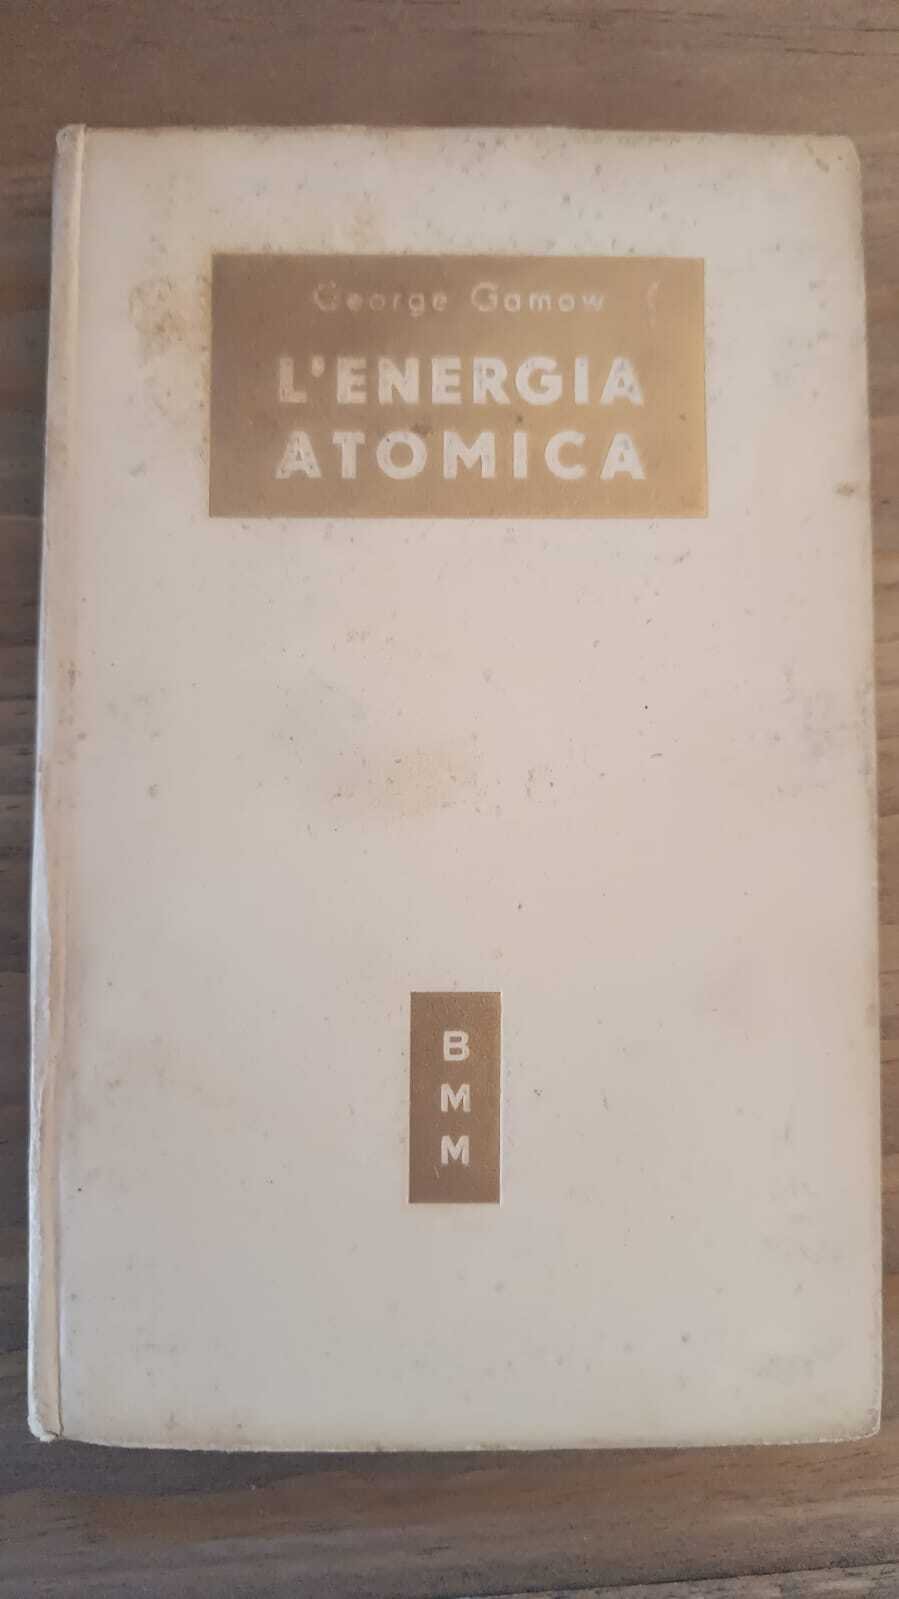 George Gamow
L'ENERGIA
ATOMICA
B
M
M